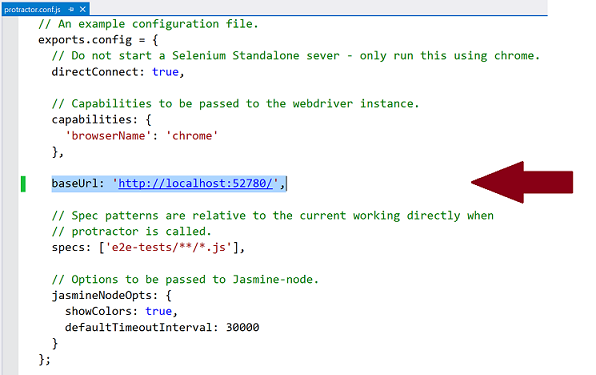 protractor.conf.js
// An example configuration file.
exports.config = {
// Do not start a Selenium Standalone sever - only run this using chrome.
directConnect: true,
// Capabilities to be passed to the webdriver instance.
capabilities: {
'browserName': 'chrome'
},
baseUrl: 'http://localhost:52780/',
// Spec patterns are relative to the current working directly when
// protractor is called.
specs: ['e2e-tests/**/*.js'],
// Options to be passed to Jasmine-node.
jasmineNodeOpts: {
showColors: true,
defaultTimeoutInterval: 30000
}
};